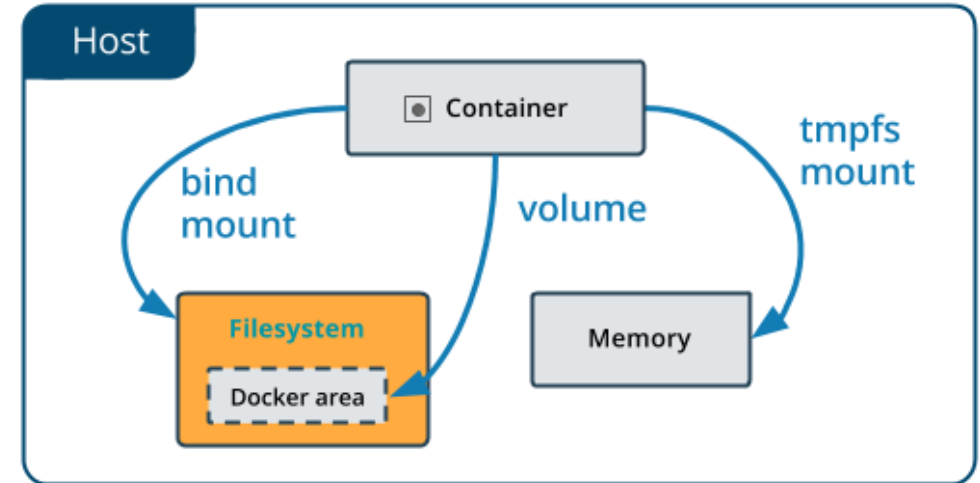 Host
Container
bind
mount
volume
tmpfs
mount
Filesystem
Docker area
Memory